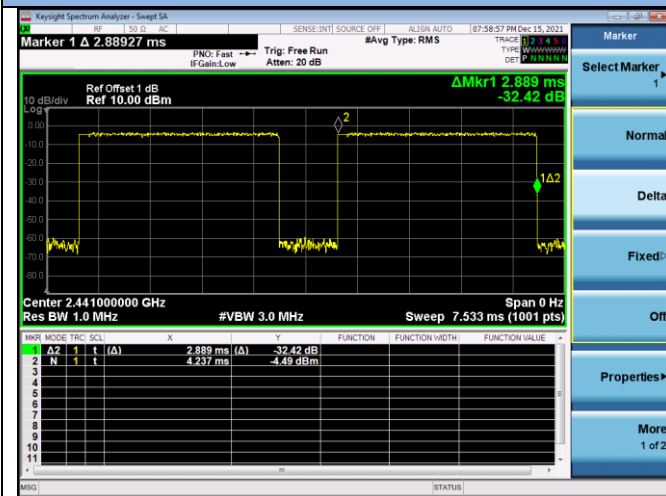 Keysight Spectrum Analyzer - Swept SA
RF 50 Ω AC SENSE:INT SOURCE OFF ALIGN AUTO 07:58:57 PM Dec 15, 2021
Marker 1 Δ 2.88927 ms
PNO: Fast
IFGain:Low
Trig: Free Run
Atten: 20 dB
#Avg Type: RMS
TRACE 1 2 3 4 5 6
TYPE WWWWWW
DET P N N N N N
Ref Offset 1 dB
10 dB/div Ref 10.00 dBm
Log
ΔMkr1 2.889 ms
-32.42 dB
0.00
-10.0
-20.0
-30.0
-40.0
-50.0
-60.0
-70.0
-80.0
2
1Δ2
Center 2.441000000 GHz Span 0 Hz
Res BW 1.0 MHz #VBW 3.0 MHz Sweep 7.533 ms (1001 pts)
MKR MODE TRC SCL X Y FUNCTION FUNCTION WIDTH FUNCTION VALUE
1 Δ2 1 t (Δ) 2.889 ms (Δ) -32.42 dB
2 N 1 t 4.237 ms -4.49 dBm
3
4
5
6
7
8
9
10
11
MSG STATUS
Marker
Select Marker
1
Normal
Delta
Fixed
Off
Properties
More
1 of 2